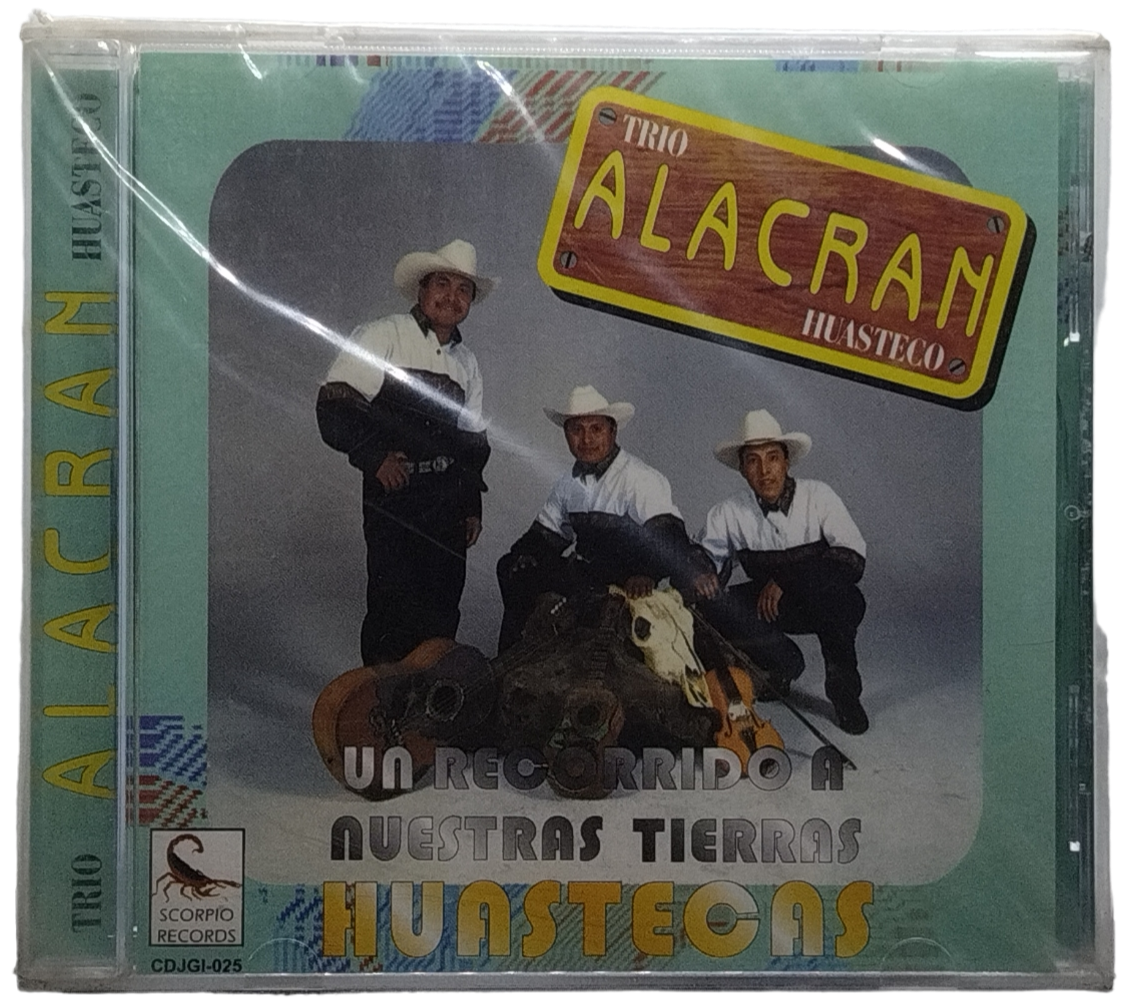 TRIO ALACRAN HUASTECO
TRIO
ALACRAN
HUASTECO
UN RECORRIDO A
NUESTRAS TIERRAS
HUASTECAS
SCORPIO
RECORDS
CDJGI-025